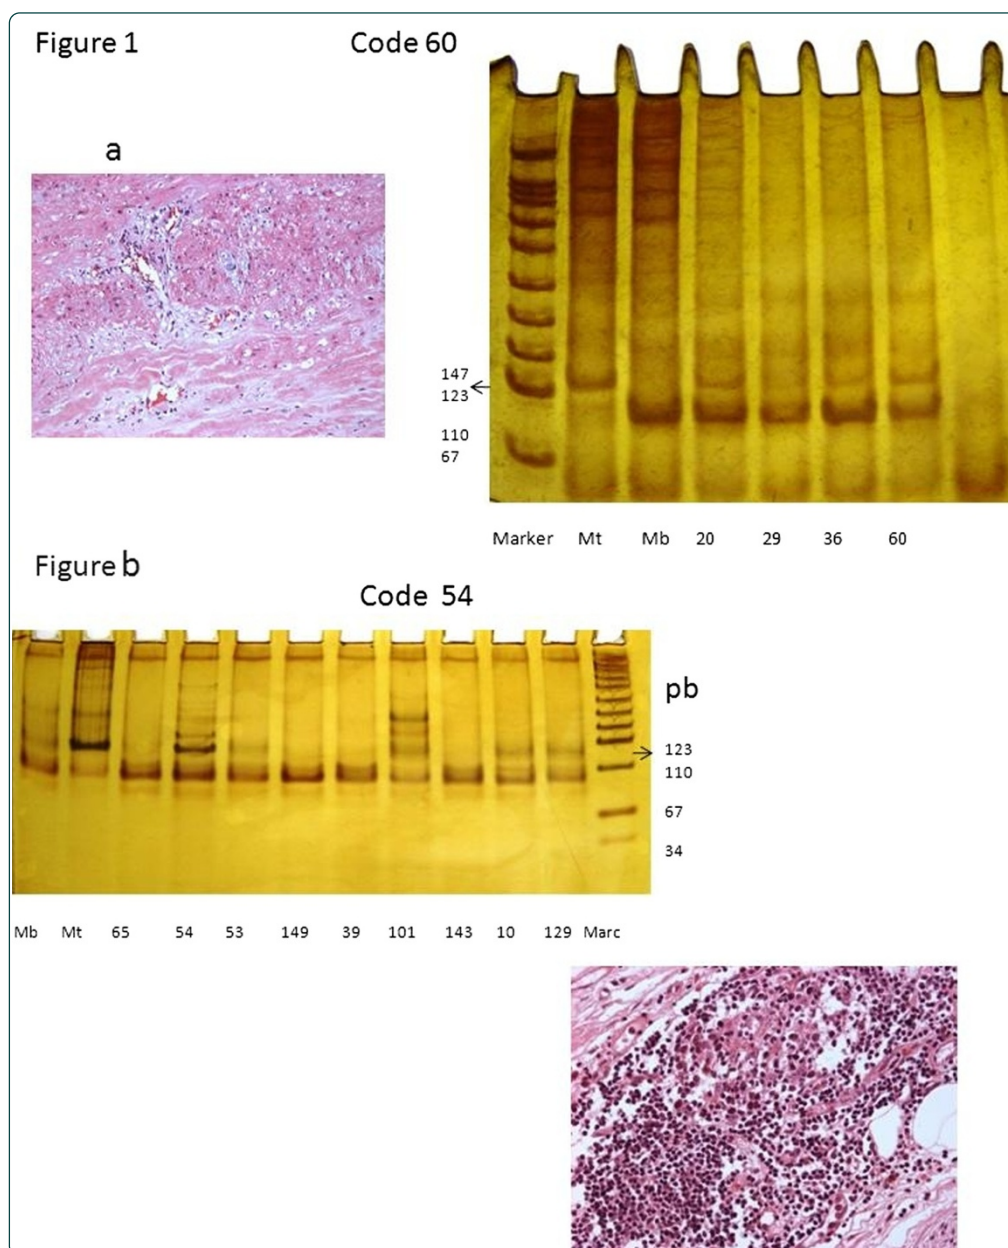 Figure 1
Code 60
a
147
123
110
67
Marker Mt Mb 20 29 36 60
Figure b
Code 54
pb
123
110
67
34
Mb Mt 65 54 53 149 39 101 143 10 129 Marc